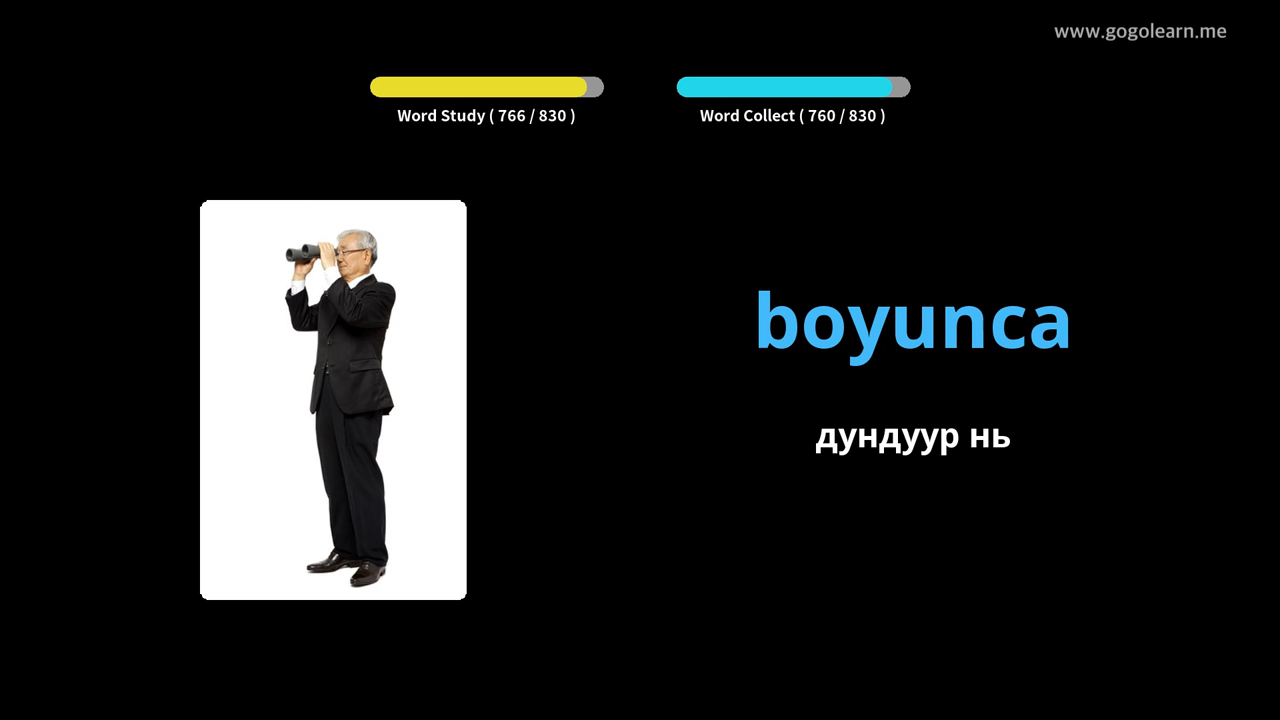 www.gogolearn.me
Word Study ( 766 / 830 )
Word Collect ( 760 / 830 )
boyunca
дундуур нь